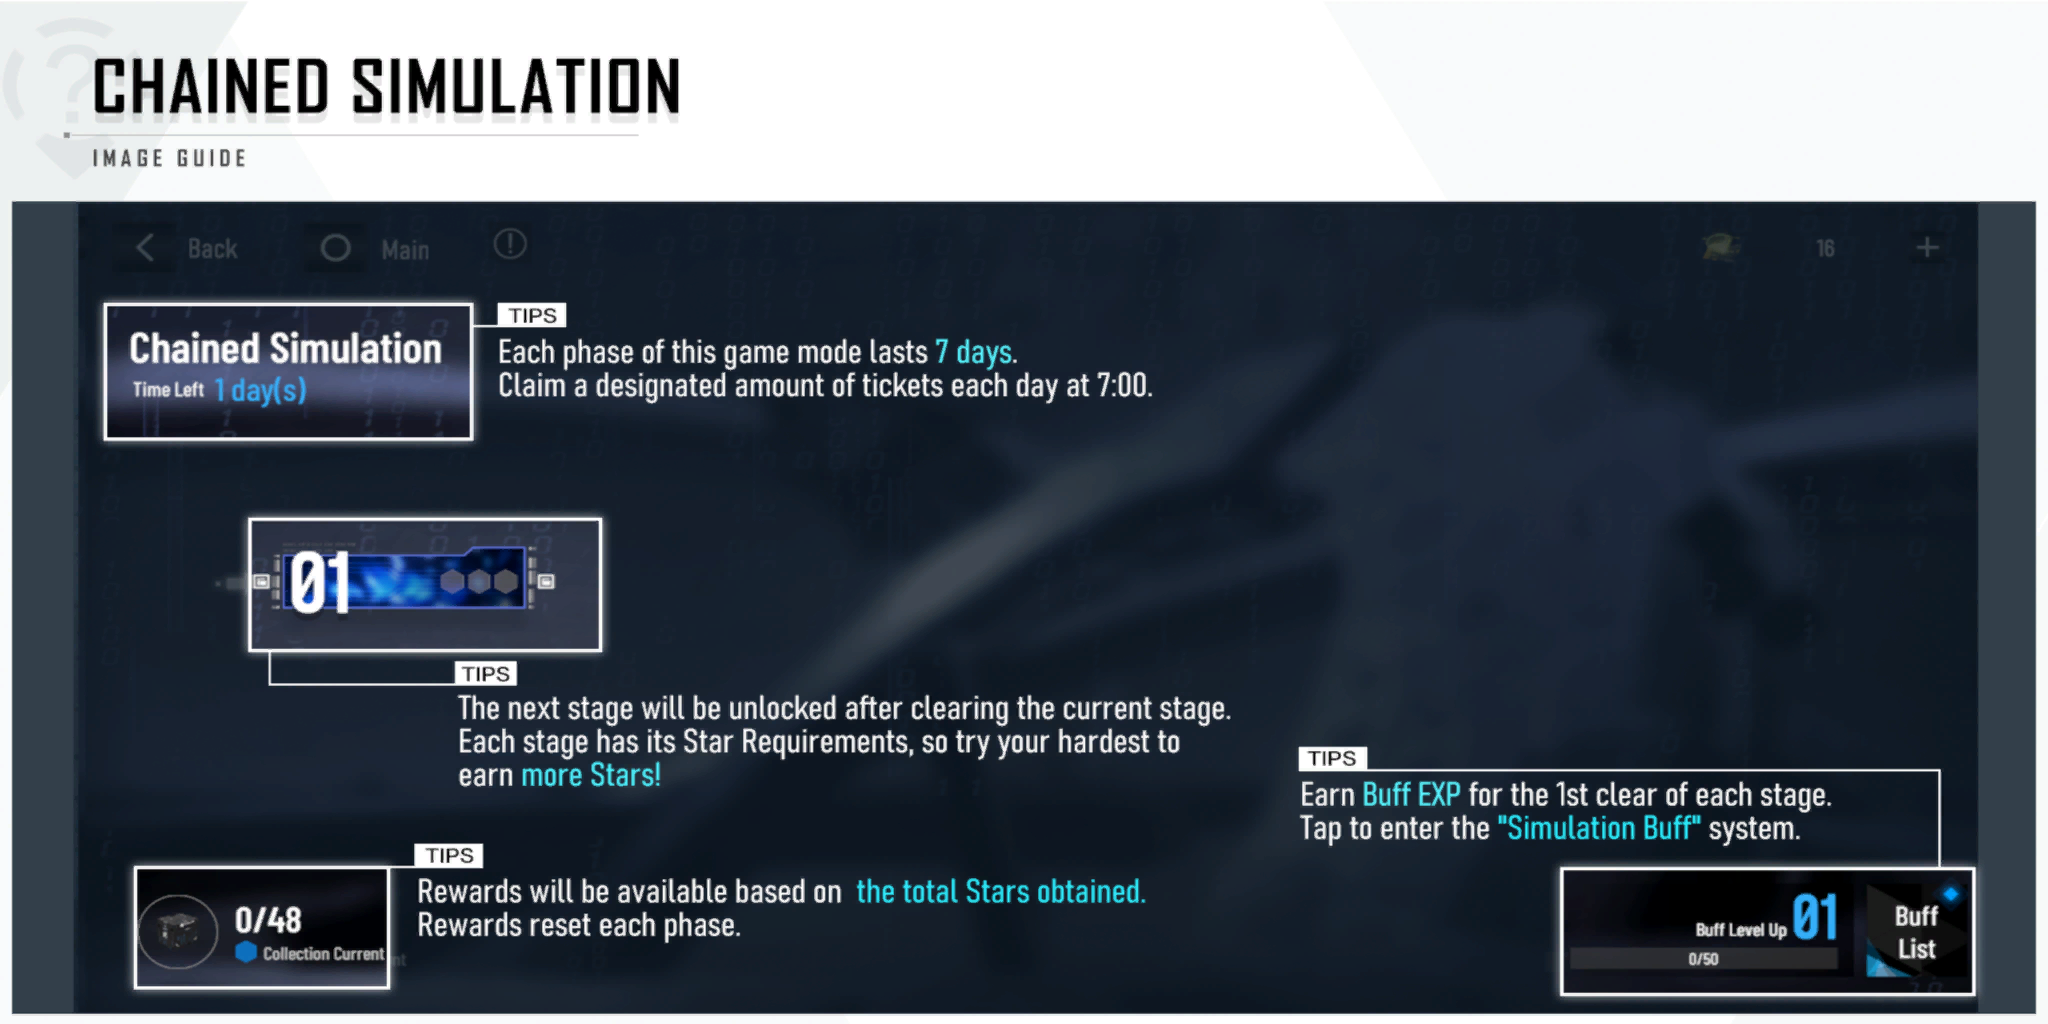 CHAINED SIMULATION
IMAGE GUIDE
Back
Main
16
Chained Simulation
Time Left 1 day(s)
TIPS
Each phase of this game mode lasts 7 days.
Claim a designated amount of tickets each day at 7:00.
01
TIPS
The next stage will be unlocked after clearing the current stage.
Each stage has its Star Requirements, so try your hardest to
earn more Stars!
TIPS
Earn Buff EXP for the 1st clear of each stage.
Tap to enter the "Simulation Buff" system.
TIPS
Rewards will be available based on the total Stars obtained.
Rewards reset each phase.
0/48
Collection Current
Buff Level Up 01
0/50
Buff
List